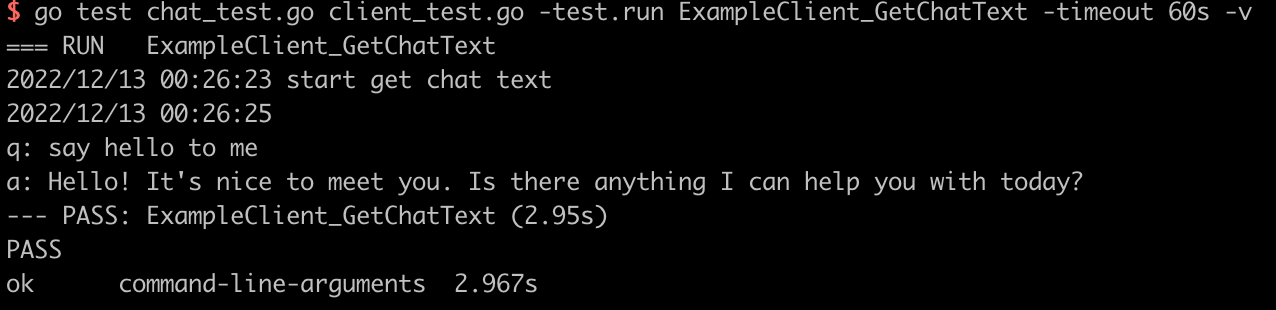 $ go test chat_test.go client_test.go -test.run ExampleClient_GetChatText -timeout 60s -v
=== RUN   ExampleClient_GetChatText
2022/12/13 00:26:23 start get chat text
2022/12/13 00:26:25
q: say hello to me
a: Hello! It's nice to meet you. Is there anything I can help you with today?
--- PASS: ExampleClient_GetChatText (2.95s)
PASS
ok      command-line-arguments  2.967s